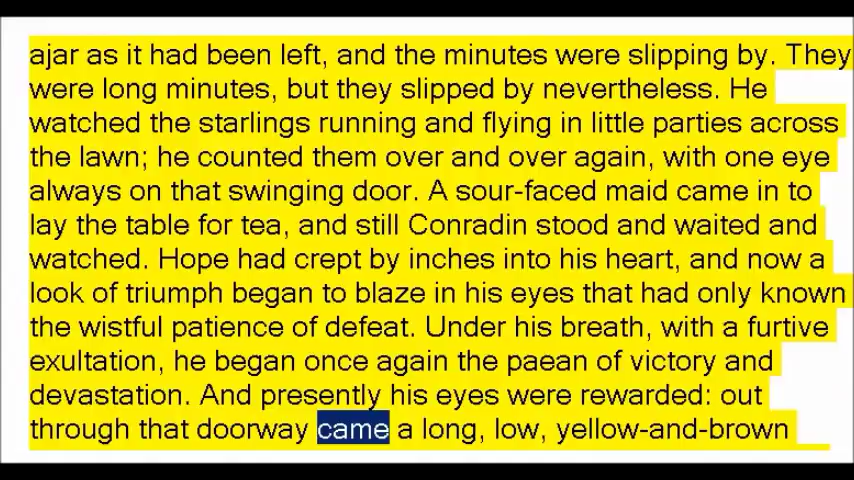 ajar as it had been left, and the minutes were slipping by. They
were long minutes, but they slipped by nevertheless. He
watched the starlings running and flying in little parties across
the lawn; he counted them over and over again, with one eye
always on that swinging door. A sour-faced maid came in to
lay the table for tea, and still Conradin stood and waited and
watched. Hope had crept by inches into his heart, and now a
look of triumph began to blaze in his eyes that had only known
the wistful patience of defeat. Under his breath, with a furtive
exultation, he began once again the paean of victory and
devastation. And presently his eyes were rewarded: out
through that doorway came a long, low, yellow-and-brown